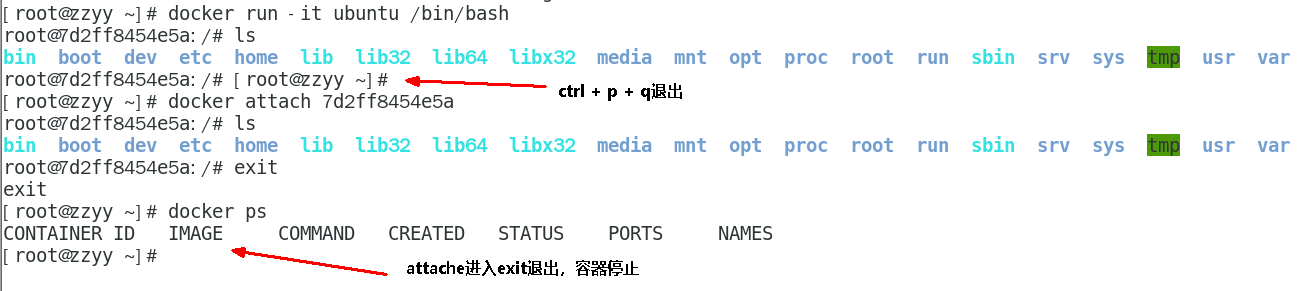 [root@zzyy ~]# docker run -it ubuntu /bin/bash
root@7d2ff8454e5a:/# ls
bin boot dev etc home lib lib32 lib64 libx32 media mnt opt proc root run sbin srv sys tmp usr var
root@7d2ff8454e5a:/# [root@zzyy ~]#
ctrl + p + q退出
[root@zzyy ~]# docker attach 7d2ff8454e5a
root@7d2ff8454e5a:/# ls
bin boot dev etc home lib lib32 lib64 libx32 media mnt opt proc root run sbin srv sys tmp usr var
root@7d2ff8454e5a:/# exit
exit
[root@zzyy ~]# docker ps
CONTAINER ID IMAGE COMMAND CREATED STATUS PORTS NAMES
[root@zzyy ~]#
attache进入exit退出，容器停止